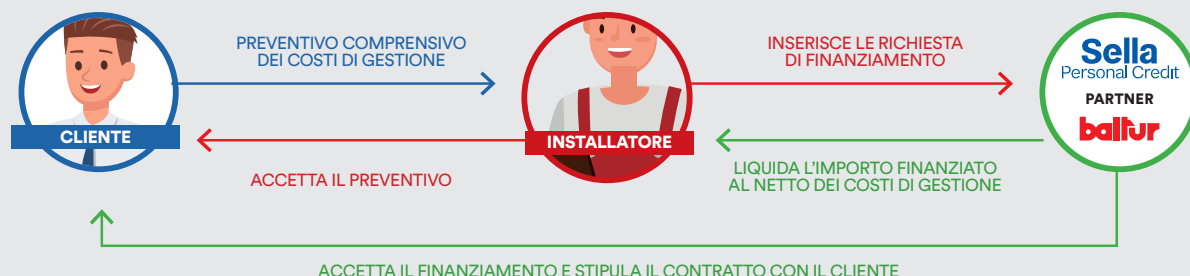 PREVENTIVO COMPRENSIVO
DEI COSTI DI GESTIONE
INSERISCE LE RICHIESTA
DI FINANZIAMENTO
Sella
Personal Credit
PARTNER
baltur
CLIENTE
INSTALLATORE
ACCETTA IL PREVENTIVO
LIQUIDA L'IMPORTO FINANZIATO
AL NETTO DEI COSTI DI GESTIONE
ACCETTA IL FINANZIAMENTO E STIPULA IL CONTRATTO CON IL CLIENTE